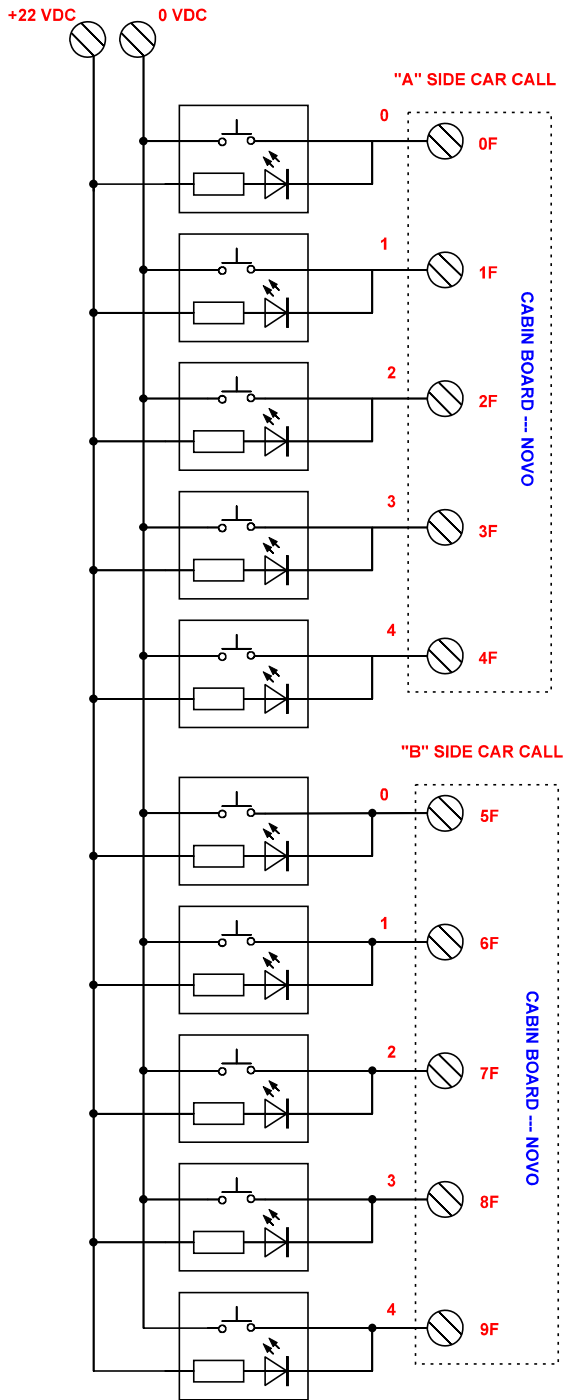 +22 VDC
0 VDC
"A" SIDE CAR CALL
0
0F
1
1F
2
2F
3
3F
4
4F
CABIN BOARD --- NOVO
"B" SIDE CAR CALL
0
5F
1
6F
2
7F
3
8F
4
9F
CABIN BOARD --- NOVO